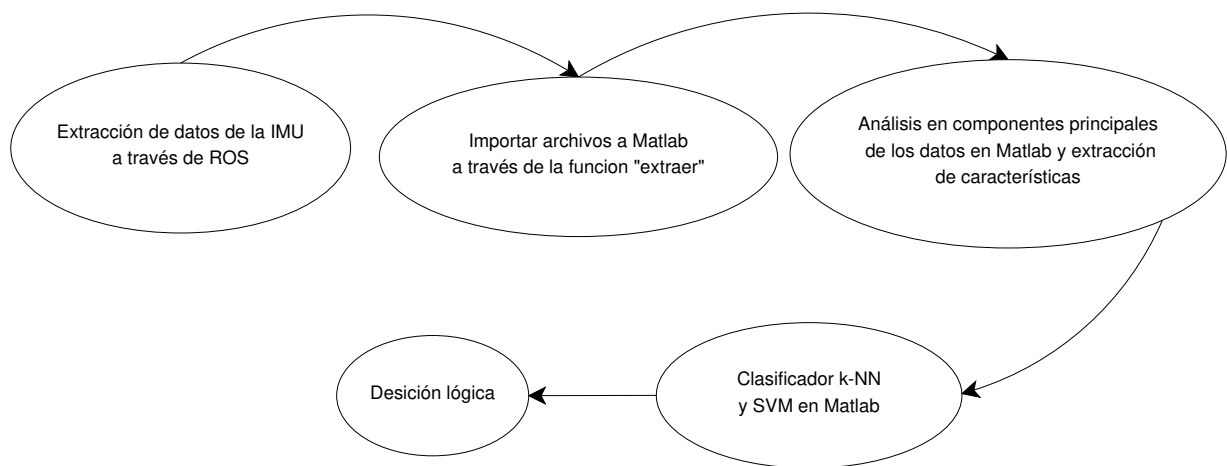 Extracción de datos de la IMU
a través de ROS
Importar archivos a Matlab
a través de la funcion "extraer"
Análisis en componentes principales
de los datos en Matlab y extracción
de característícas
Clasificador k-NN
y SVM en Matlab
Desición lógica